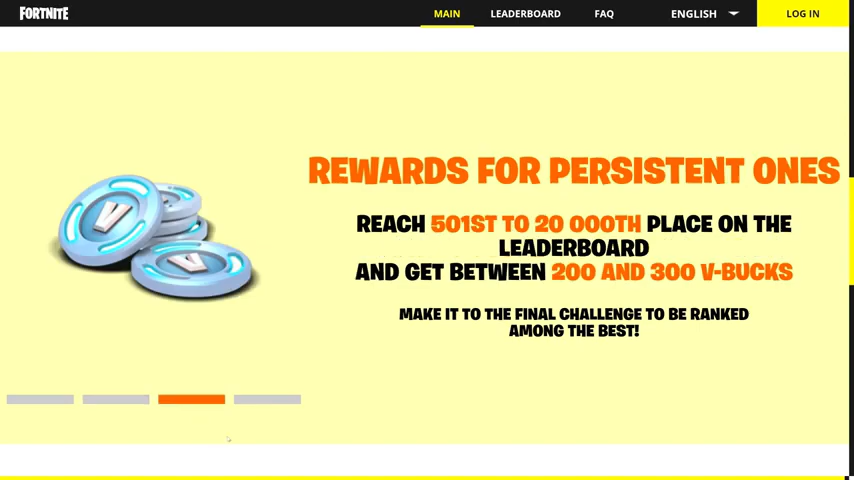 FORTNITE
MAIN LEADERBOARD FAQ ENGLISH LOG IN
REWARDS FOR PERSISTENT ONES
REACH 501ST TO 20 000TH PLACE ON THE
LEADERBOARD
AND GET BETWEEN 200 AND 300 V-BUCKS
MAKE IT TO THE FINAL CHALLENGE TO BE RANKED
AMONG THE BEST!
V
V